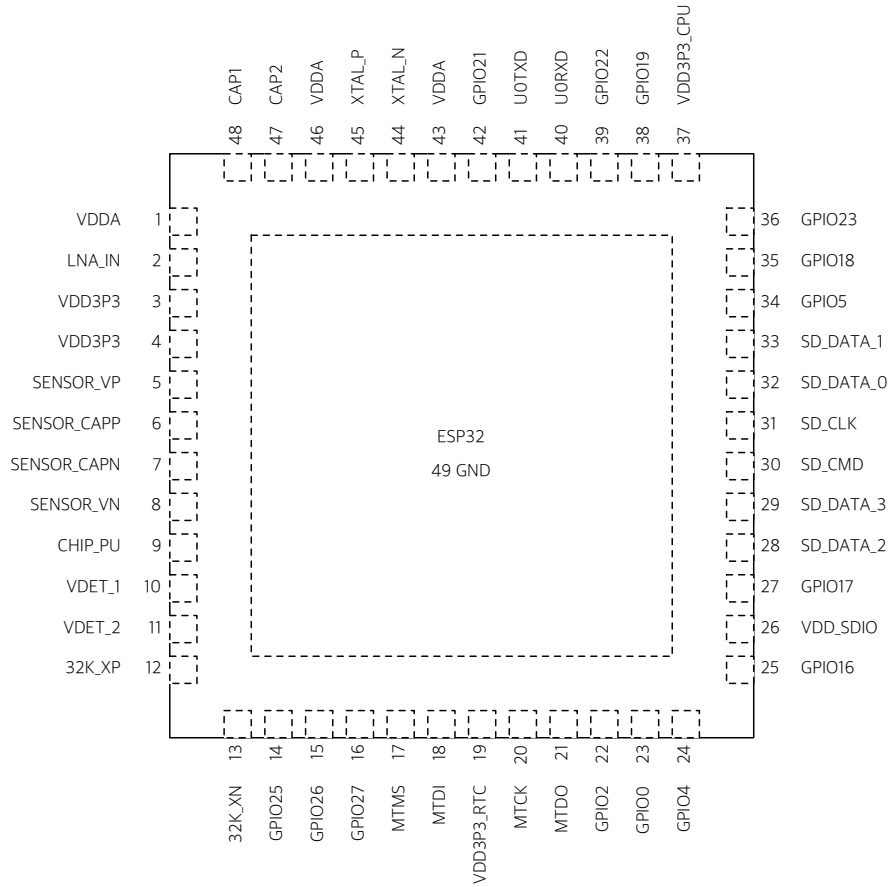 48 CAP1
47 CAP2
46 VDDA
45 XTAL_P
44 XTAL_N
43 VDDA
42 GPIO21
41 U0TXD
40 U0RXD
39 GPIO22
38 GPIO19
37 VDD3P3_CPU
VDDA 1
LNA_IN 2
VDD3P3 3
VDD3P3 4
SENSOR_VP 5
SENSOR_CAPP 6
SENSOR_CAPN 7
SENSOR_VN 8
CHIP_PU 9
VDET_1 10
VDET_2 11
32K_XP 12
ESP32
49 GND
36 GPIO23
35 GPIO18
34 GPIO5
33 SD_DATA_1
32 SD_DATA_0
31 SD_CLK
30 SD_CMD
29 SD_DATA_3
28 SD_DATA_2
27 GPIO17
26 VDD_SDIO
25 GPIO16
32K_XN 13
GPIO25 14
GPIO26 15
GPIO27 16
MTMS 17
MTDI 18
VDD3P3_RTC 19
MTCK 20
MTDO 21
GPIO2 22
GPIO0 23
GPIO4 24